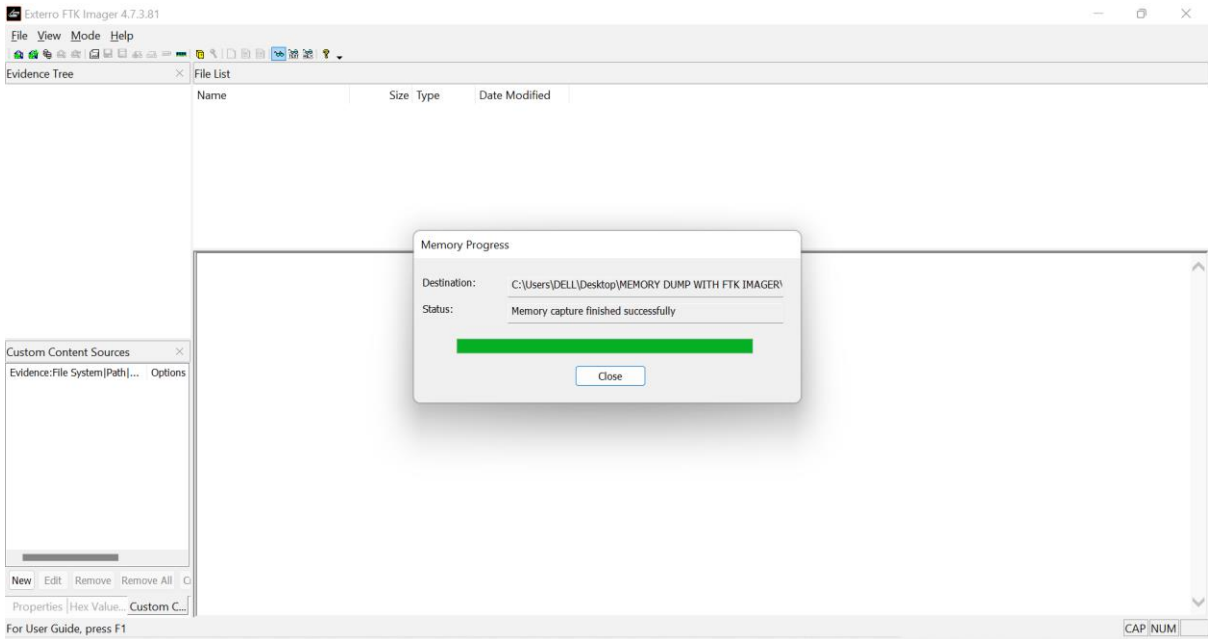 Exterro FTK Imager 4.7.3.81
File View Mode Help
Evidence Tree
File List
Name Size Type Date Modified
Memory Progress
Destination: C:\Users\DELL\Desktop\MEMORY DUMP WITH FTK IMAGER\
Status: Memory capture finished successfully
Close
Custom Content Sources
Evidence:File System|Path|... Options
New Edit Remove Remove All
Properties Hex Value... Custom C...
For User Guide, press F1
CAP NUM